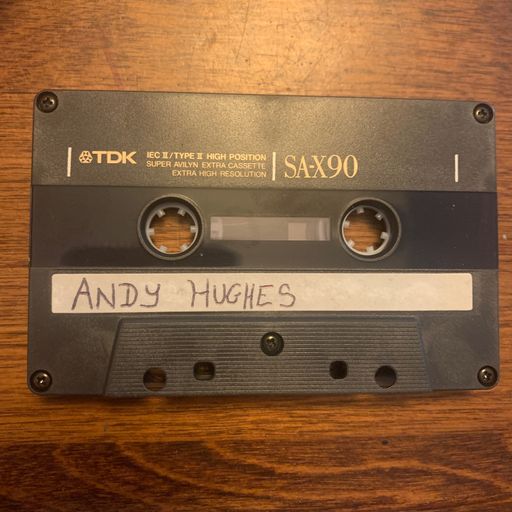 TDK
IEC II/TYPE II HIGH POSITION
SUPER AVILYN EXTRA CASSETTE
EXTRA HIGH RESOLUTION
SA-X90
ANDY HUGHES